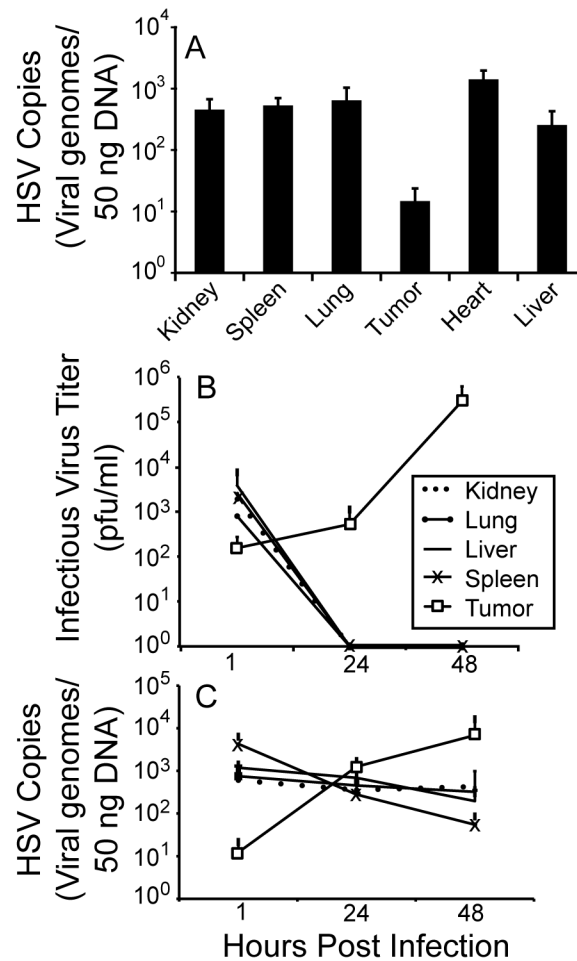 A
HSV Copies
(Viral genomes/
50 ng DNA)
10^4
10^3
10^2
10^1
10^0
Kidney
Spleen
Lung
Tumor
Heart
Liver
B
Infectious Virus Titer
(pfu/ml)
10^6
10^5
10^4
10^3
10^2
10^1
10^0
Kidney
Lung
Liver
Spleen
Tumor
1 24 48
C
HSV Copies
(Viral genomes/
50 ng DNA)
10^5
10^4
10^3
10^2
10^1
10^0
1 24 48
Hours Post Infection